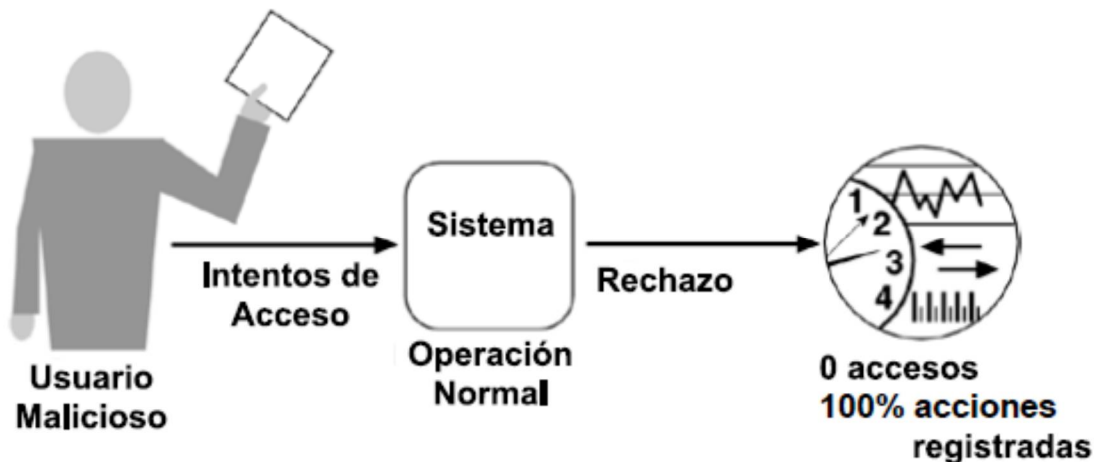 Usuario
Malicioso
Intentos de
Acceso
Sistema
Operación
Normal
Rechazo
1
2
3
4
0 accesos
100% acciones
registradas